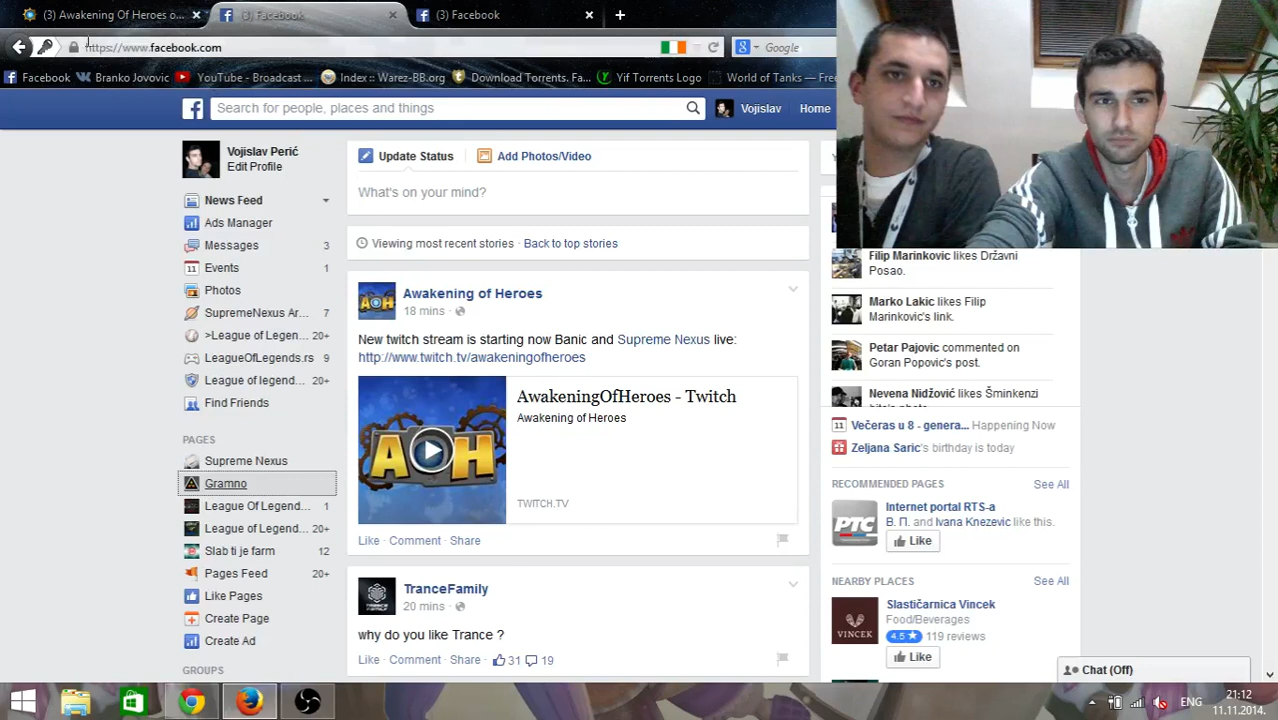 (3) Awakening Of Heroes o...
(3) Facebook
(3) Facebook
https://www.facebook.com
Google
Facebook
Branko Jovovic
YouTube - Broadcast ...
Index :: Warez-BB.org
Download Torrents. Fa...
Yif Torrents Logo
World of Tanks — Free
Search for people, places and things
Vojislav
Home
Vojislav Perić
Edit Profile
News Feed
Ads Manager
Messages 3
Events 1
Photos
SupremeNexus Ar... 7
>League of Legen... 20+
LeagueOfLegends.rs 9
League of legend... 20+
Find Friends
PAGES
Supreme Nexus
Gramno
League Of Legend... 1
League of Legend... 20+
Slab ti je farm 12
Pages Feed 20+
Like Pages
Create Page
Create Ad
GROUPS
Update Status
Add Photos/Video
What's on your mind?
Viewing most recent stories · Back to top stories
Awakening of Heroes
18 mins ·
New twitch stream is starting now Banic and Supreme Nexus live:
http://www.twitch.tv/awakeningofheroes
AOH
AwakeningOfHeroes - Twitch
Awakening of Heroes
TWITCH.TV
Like · Comment · Share
TranceFamily
20 mins ·
why do you like Trance ?
Like · Comment · Share · 31 19
Filip Marinkovic likes Državni
Posao.
Marko Lakic likes Filip
Marinkovic's link.
Petar Pajovic commented on
Goran Popovic's post.
Nevena Nidžović likes Šminkenzi
11 Večeras u 8 - genera... Happening Now
Zeljana Saric's birthday is today
RECOMMENDED PAGES
See All
РТС
Internet portal RTS-a
В. П. and Ivana Knezevic like this.
Like
NEARBY PLACES
See All
VINCEK
Slastičarnica Vincek
Food/Beverages
4.5 ★ 119 reviews
Like
Chat (Off)
ENG
21:12
11.11.2014.